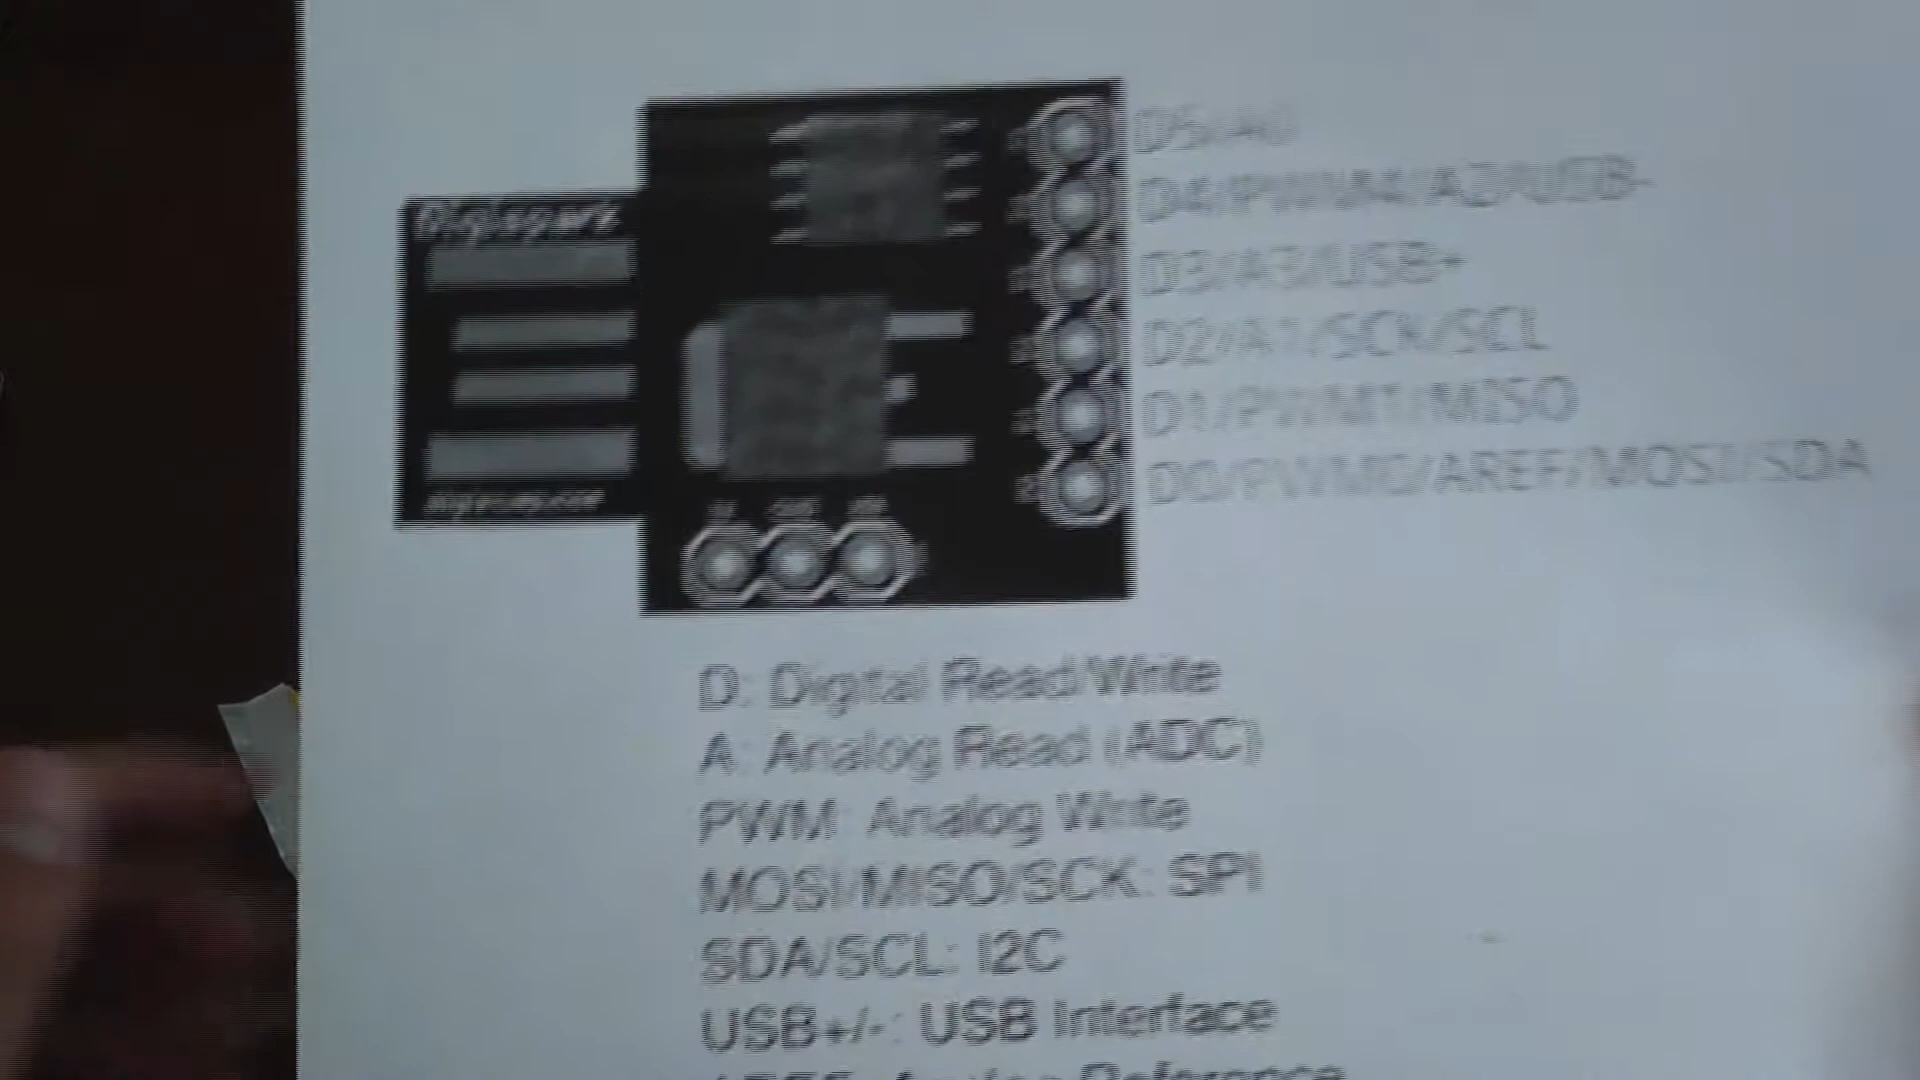 Digispark
D5/A0
D4/PWM4/A2/USB-
D3/A3/USB+
D2/A1/SCK/SCL
D1/PWM1/MISO
D0/PWM0/AREF/MOSI/SDA
D: Digital Read/Write
A: Analog Read (ADC)
PWM: Analog Write
MOSI/MISO/SCK: SPI
SDA/SCL: I2C
USB+/-: USB Interface